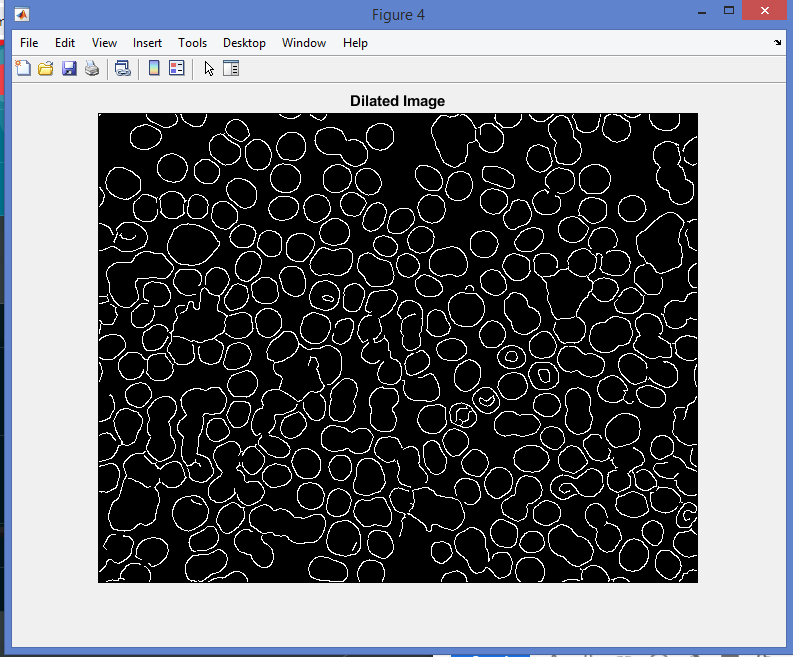 Figure 4
File Edit View Insert Tools Desktop Window Help
Dilated Image